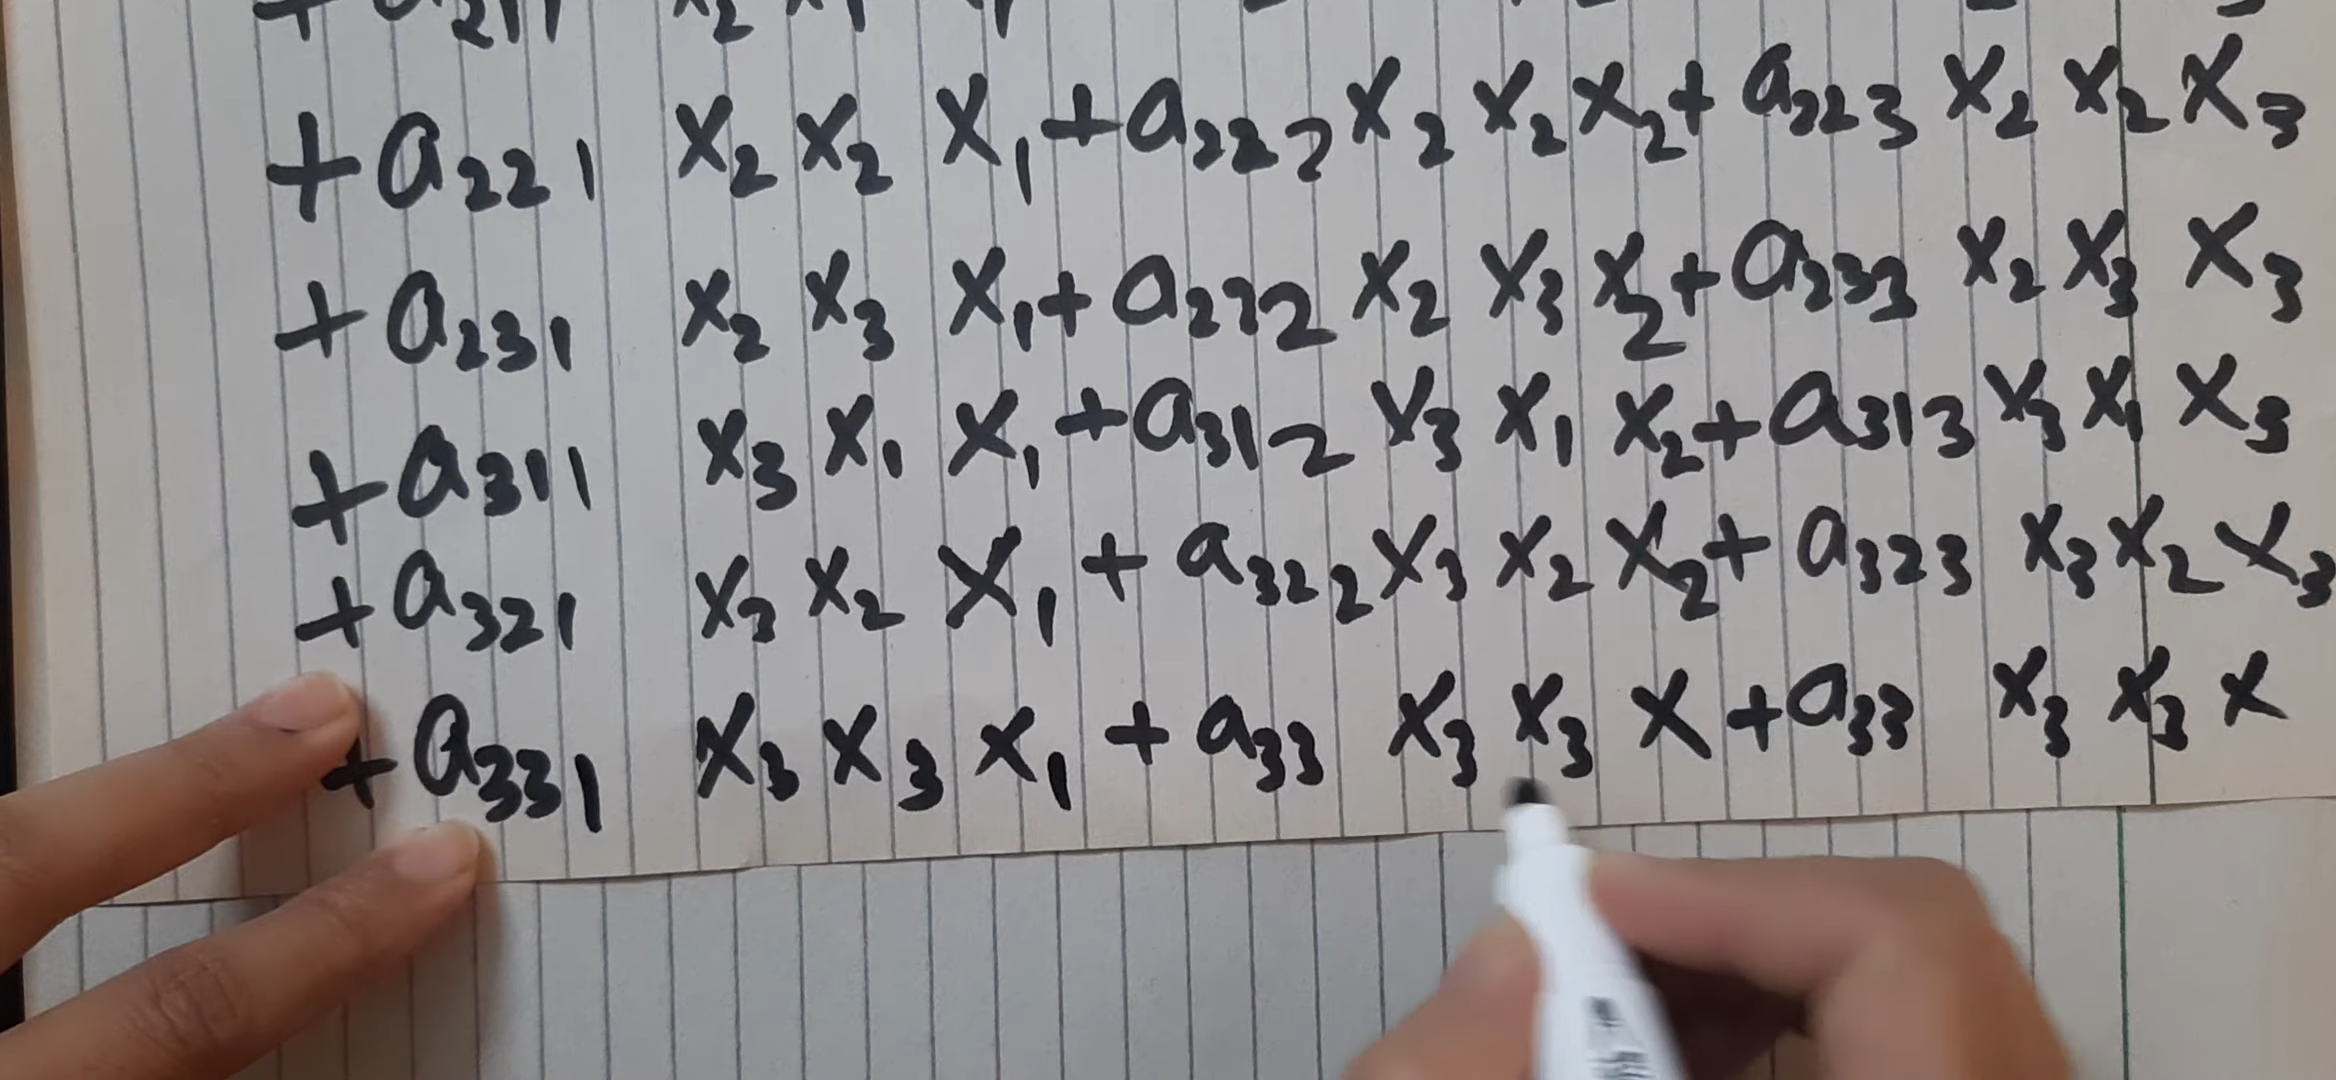 + a₂₁₁ x₂ x₁
+ a₂₂₁ x₂ x₂ x₁ + a₂₂₂ x₂ x₂ x₂ + a₂₂₃ x₂ x₂ x₃
+ a₂₃₁ x₂ x₃ x₁ + a₂₃₂ x₂ x₃ x₂ + a₂₃₃ x₂ x₃ x₃
+ a₃₁₁ x₃ x₁ x₁ + a₃₁₂ x₃ x₁ x₂ + a₃₁₃ x₃ x₁ x₃
+ a₃₂₁ x₃ x₂ x₁ + a₃₂₂ x₃ x₂ x₂ + a₃₂₃ x₃ x₂ x₃
+ a₃₃₁ x₃ x₃ x₁ + a₃₃ x₃ x₃ x + a₃₃ x₃ x₃ x